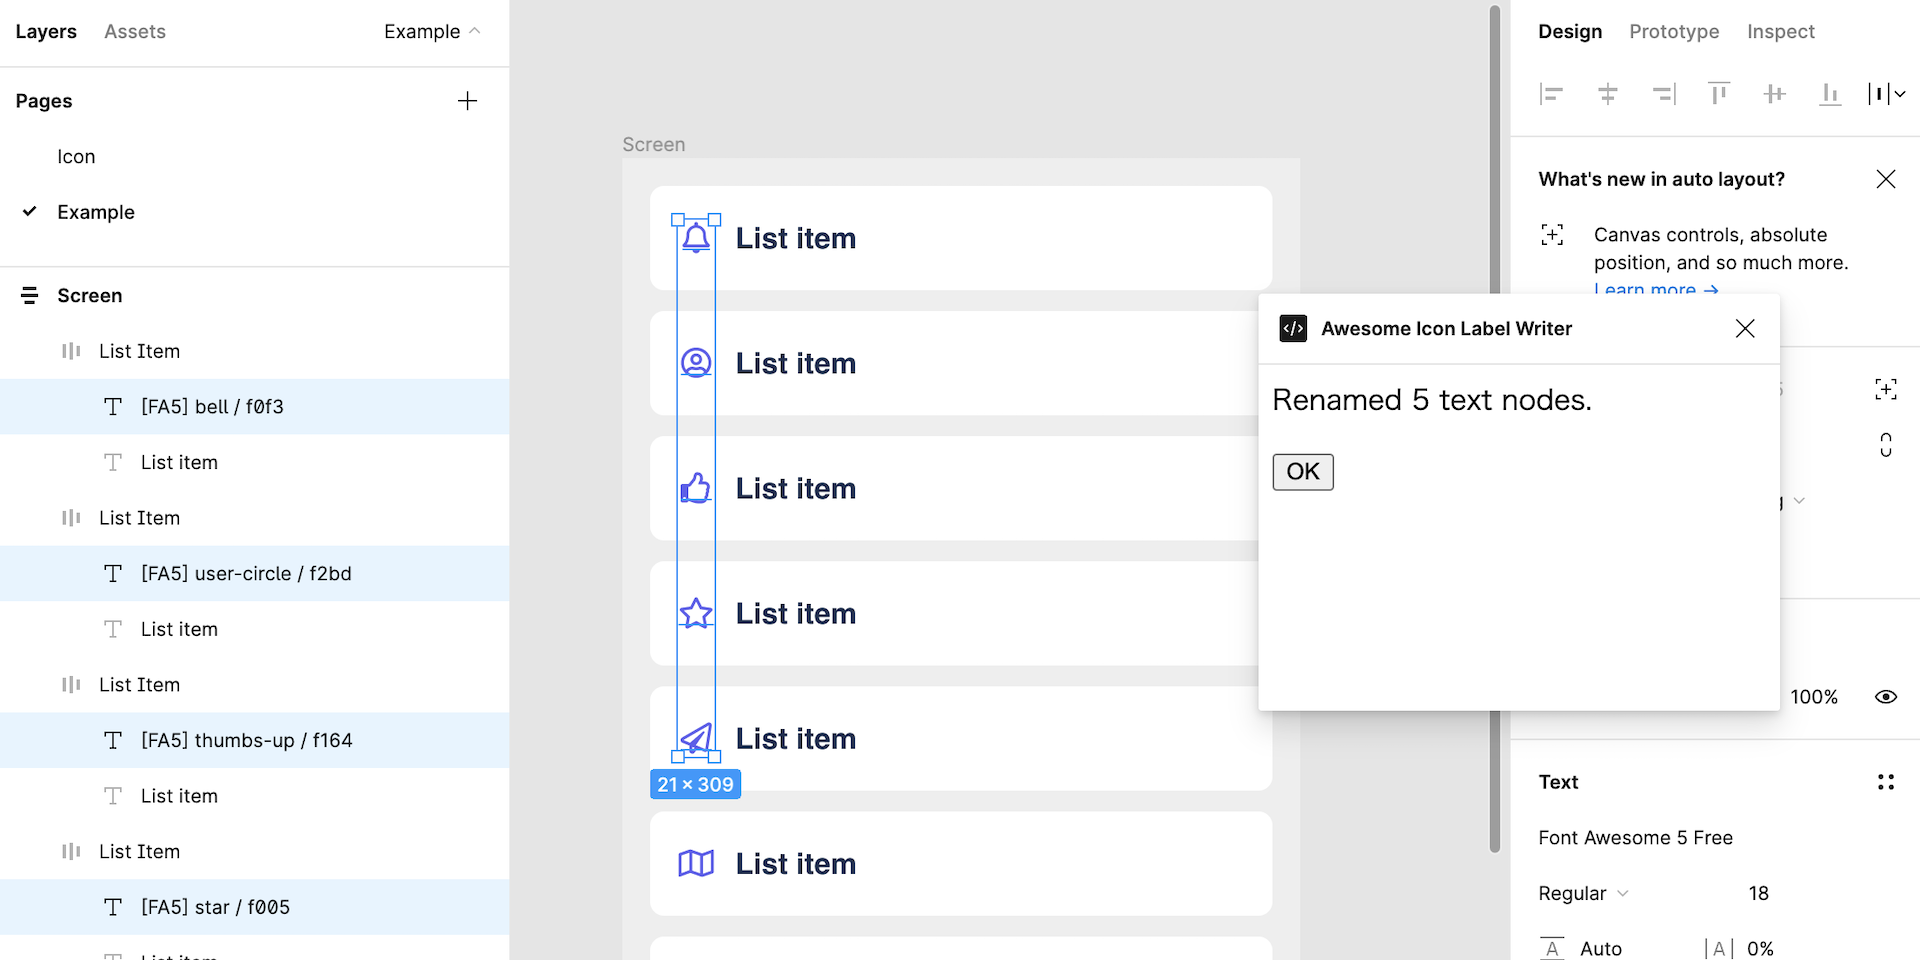 Layers
Assets
Example
Pages
Icon
Example
Screen
List Item
[FA5] bell / f0f3
List item
List Item
[FA5] user-circle / f2bd
List item
List Item
[FA5] thumbs-up / f164
List item
List Item
[FA5] star / f005
List item
Screen
List item
List item
List item
List item
List item
21 × 309
List item
Awesome Icon Label Writer
Renamed 5 text nodes.
OK
Design
Prototype
Inspect
What's new in auto layout?
Canvas controls, absolute
position, and so much more.
Learn more →
100%
Text
Font Awesome 5 Free
Regular
18
A Auto
|A| 0%